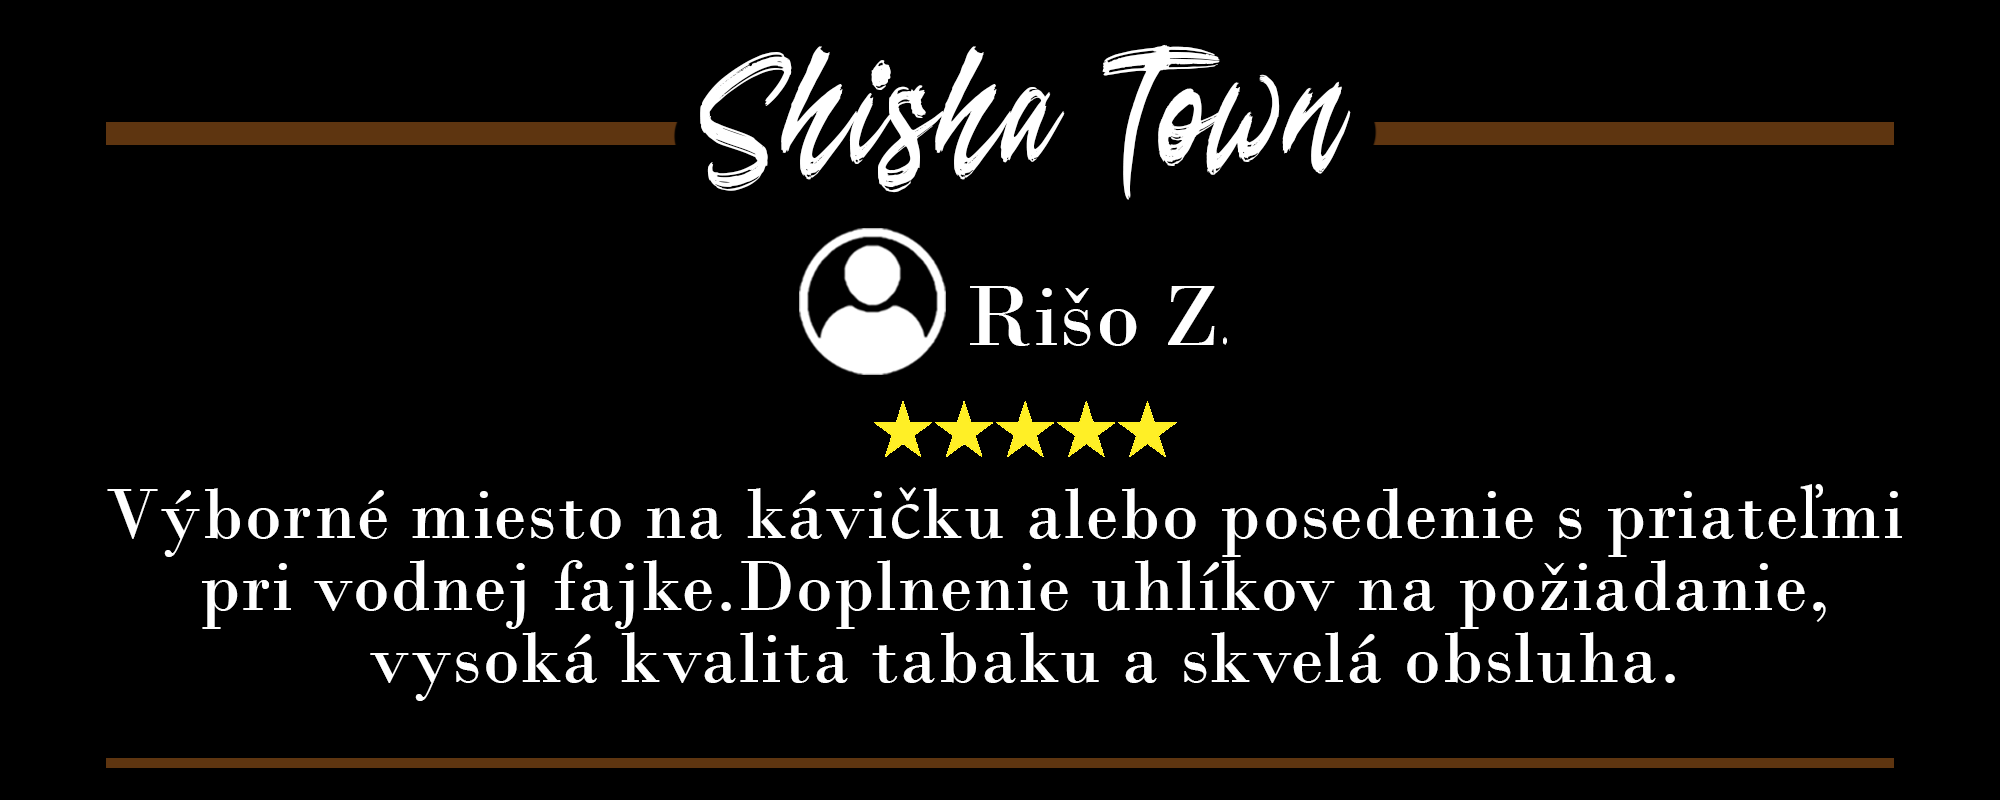 Shisha Town
Rišo Z.
Výborné miesto na kávičku alebo posedenie s priateľmi
pri vodnej fajke.Doplnenie uhlíkov na požiadanie,
vysoká kvalita tabaku a skvelá obsluha.